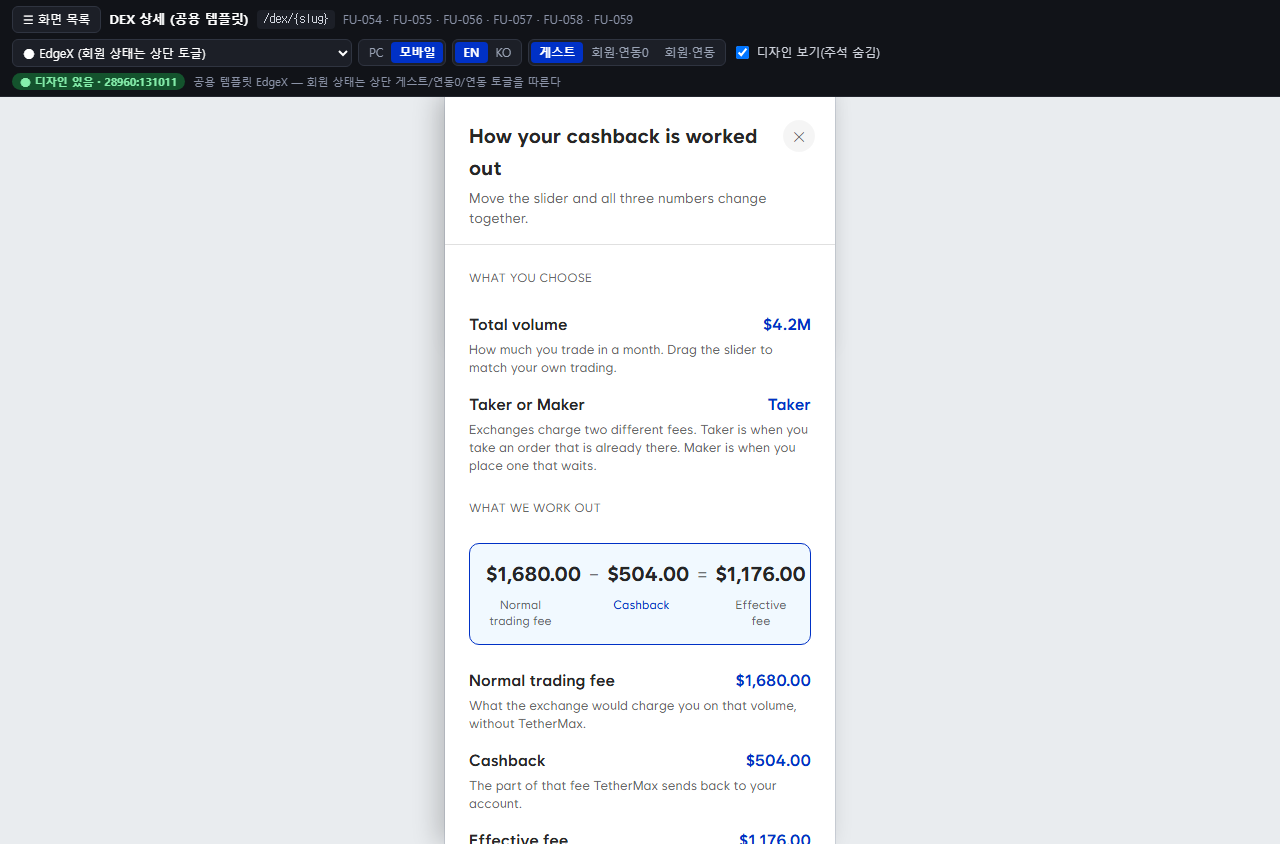 ☰ 화면 목록 DEX 상세 (공용 템플릿) /dex/{slug} FU-054 · FU-055 · FU-056 · FU-057 · FU-058 · FU-059
● EdgeX (회원 상태는 상단 토글) PC 모바일 EN KO 게스트 회원·연동0 회원·연동 디자인 보기(주석 숨김)
● 디자인 있음 · 28960:131011 공용 템플릿 EdgeX — 회원 상태는 상단 게스트/연동0/연동 토글을 따른다
How your cashback is worked
out
Move the slider and all three numbers change
together.
WHAT YOU CHOOSE
Total volume $4.2M
How much you trade in a month. Drag the slider to
match your own trading.
Taker or Maker Taker
Exchanges charge two different fees. Taker is when you
take an order that is already there. Maker is when you
place one that waits.
WHAT WE WORK OUT
$1,680.00 − $504.00 = $1,176.00
Normal Cashback Effective
trading fee fee
Normal trading fee $1,680.00
What the exchange would charge you on that volume,
without TetherMax.
Cashback $504.00
The part of that fee TetherMax sends back to your
account.
Effective fee $1,176.00